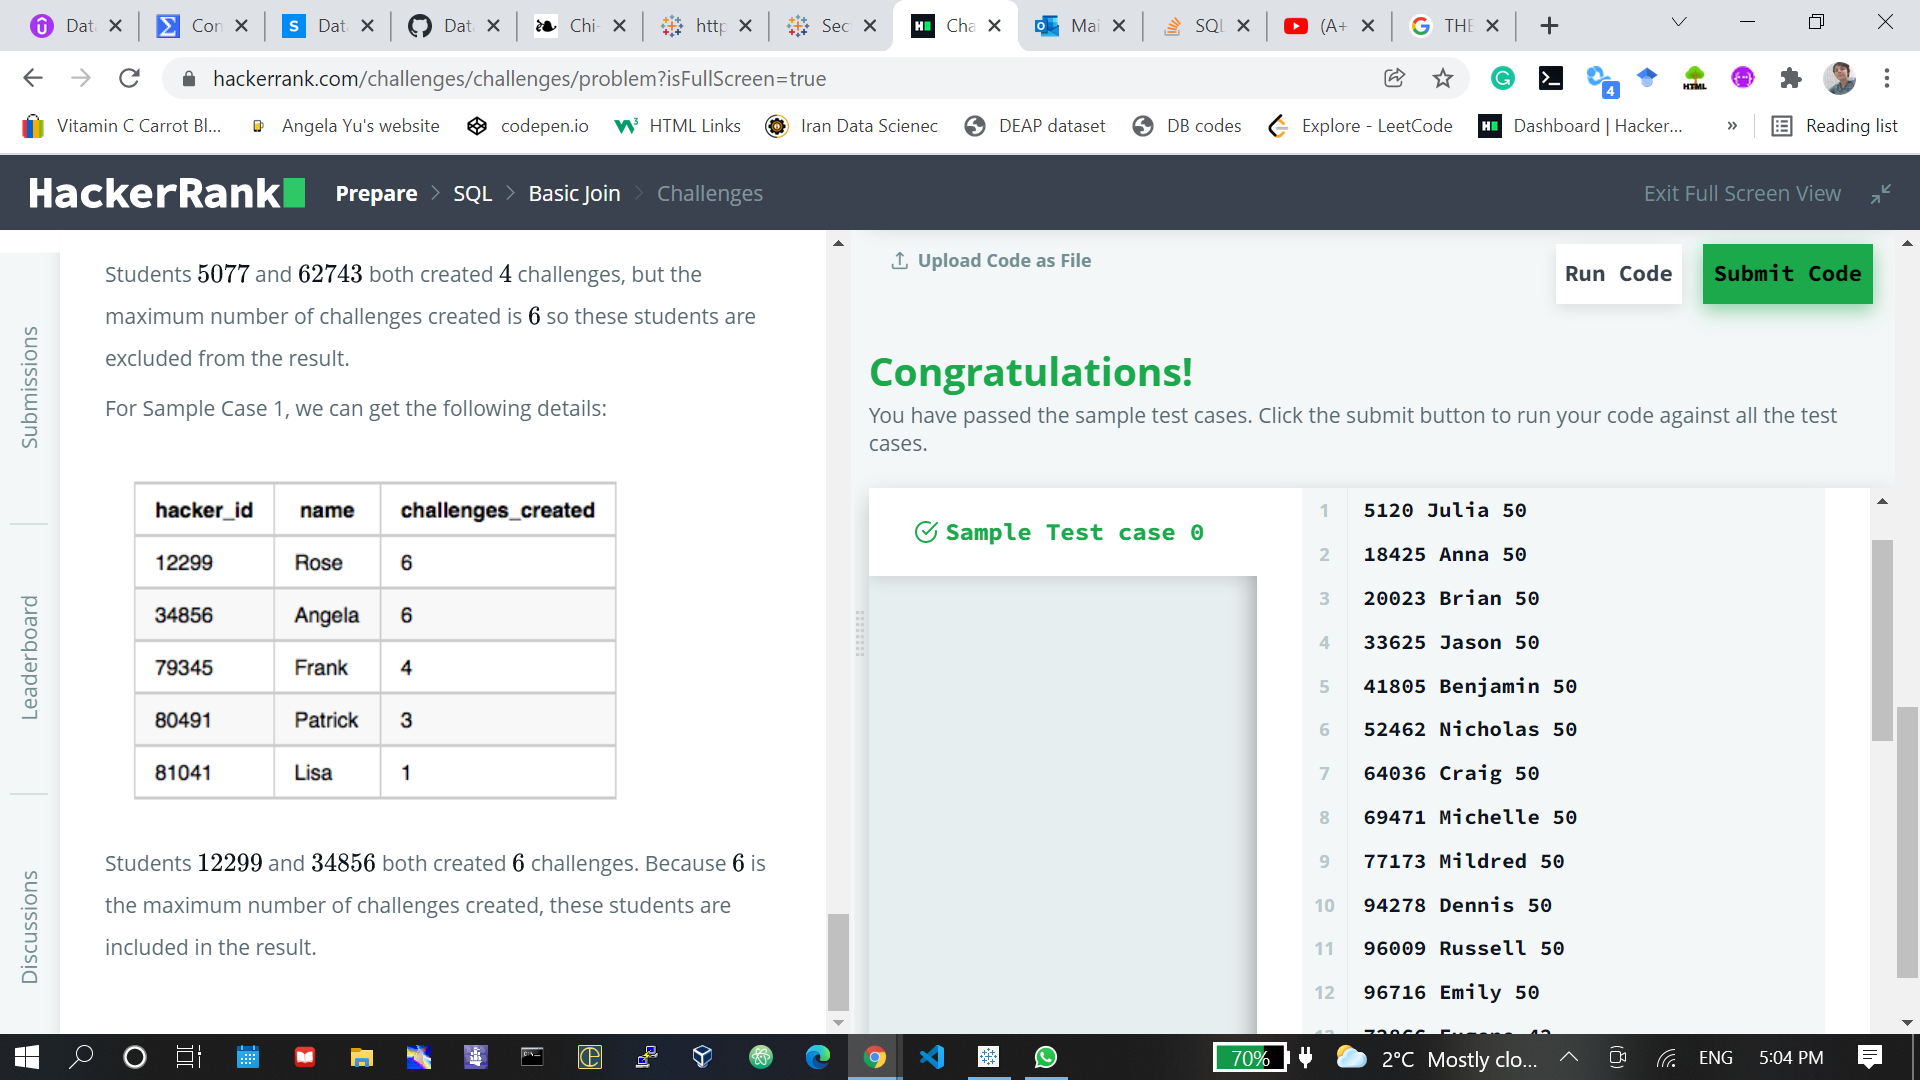 Dat
Con
Dat
Dat
Chi-
http
Sec
Cha
Mai
SQL
(A+
THE
hackerrank.com/challenges/challenges/problem?isFullScreen=true
4
Vitamin C Carrot Bl...
Angela Yu's website
codepen.io
HTML Links
Iran Data Scienec
DEAP dataset
DB codes
Explore - LeetCode
Dashboard | Hacker...
»
Reading list
HackerRank
Prepare > SQL > Basic Join > Challenges
Exit Full Screen View
Submissions
Leaderboard
Discussions
Students 5077 and 62743 both created 4 challenges, but the
maximum number of challenges created is 6 so these students are
excluded from the result.
For Sample Case 1, we can get the following details:
hacker_id name challenges_created
12299 Rose 6
34856 Angela 6
79345 Frank 4
80491 Patrick 3
81041 Lisa 1
Students 12299 and 34856 both created 6 challenges. Because 6 is
the maximum number of challenges created, these students are
included in the result.
Upload Code as File
Run Code
Submit Code
Congratulations!
You have passed the sample test cases. Click the submit button to run your code against all the test
cases.
Sample Test case 0
1 5120 Julia 50
2 18425 Anna 50
3 20023 Brian 50
4 33625 Jason 50
5 41805 Benjamin 50
6 52462 Nicholas 50
7 64036 Craig 50
8 69471 Michelle 50
9 77173 Mildred 50
10 94278 Dennis 50
11 96009 Russell 50
12 96716 Emily 50
70%
2°C Mostly clo...
ENG
5:04 PM